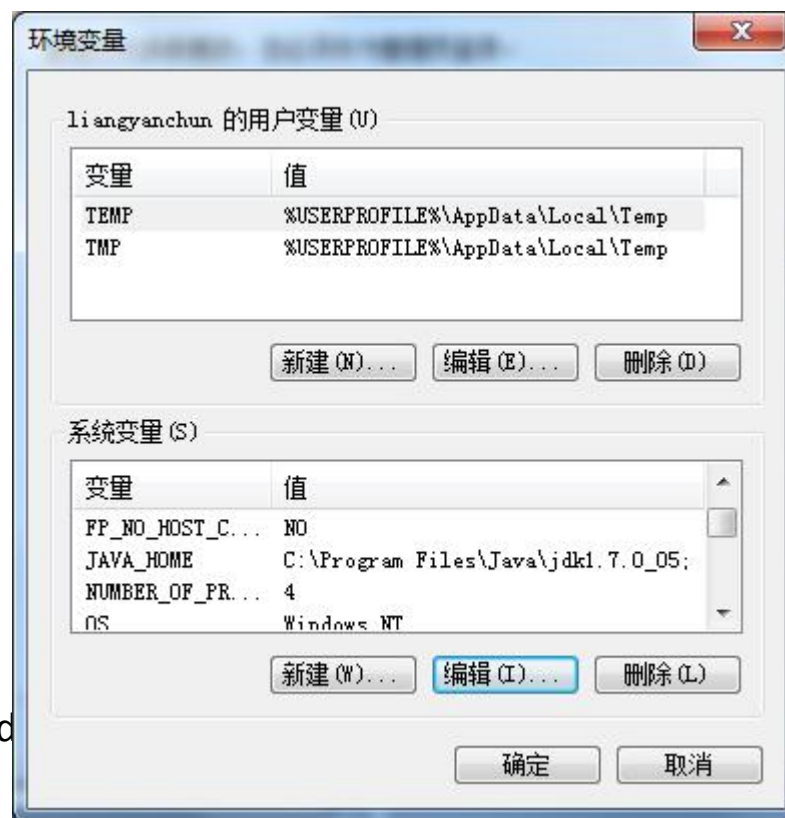 环境变量
liangyanchun 的用户变量(U)
变量 值
TEMP %USERPROFILE%\AppData\Local\Temp
TMP %USERPROFILE%\AppData\Local\Temp
新建(N)... 编辑(E)... 删除(D)
系统变量(S)
变量 值
FP_NO_HOST_C... NO
JAVA_HOME C:\Program Files\Java\jdk1.7.0_05;
NUMBER_OF_PR... 4
OS Windows NT
新建(W)... 编辑(I)... 删除(L)
d
确定 取消